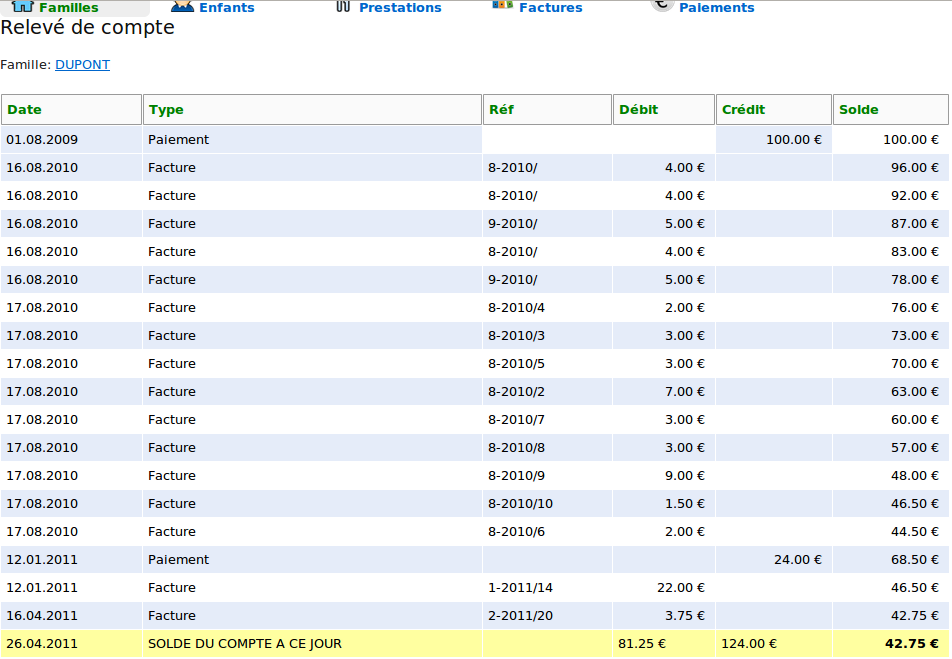 Familles Enfants Prestations Factures Paiements
Relevé de compte
Famille: DUPONT
Date Type Réf Débit Crédit Solde
01.08.2009 Paiement 100.00 € 100.00 €
16.08.2010 Facture 8-2010/ 4.00 € 96.00 €
16.08.2010 Facture 8-2010/ 4.00 € 92.00 €
16.08.2010 Facture 9-2010/ 5.00 € 87.00 €
16.08.2010 Facture 8-2010/ 4.00 € 83.00 €
16.08.2010 Facture 9-2010/ 5.00 € 78.00 €
17.08.2010 Facture 8-2010/4 2.00 € 76.00 €
17.08.2010 Facture 8-2010/3 3.00 € 73.00 €
17.08.2010 Facture 8-2010/5 3.00 € 70.00 €
17.08.2010 Facture 8-2010/2 7.00 € 63.00 €
17.08.2010 Facture 8-2010/7 3.00 € 60.00 €
17.08.2010 Facture 8-2010/8 3.00 € 57.00 €
17.08.2010 Facture 8-2010/9 9.00 € 48.00 €
17.08.2010 Facture 8-2010/10 1.50 € 46.50 €
17.08.2010 Facture 8-2010/6 2.00 € 44.50 €
12.01.2011 Paiement 24.00 € 68.50 €
12.01.2011 Facture 1-2011/14 22.00 € 46.50 €
16.04.2011 Facture 2-2011/20 3.75 € 42.75 €
26.04.2011 SOLDE DU COMPTE A CE JOUR 81.25 € 124.00 € 42.75 €